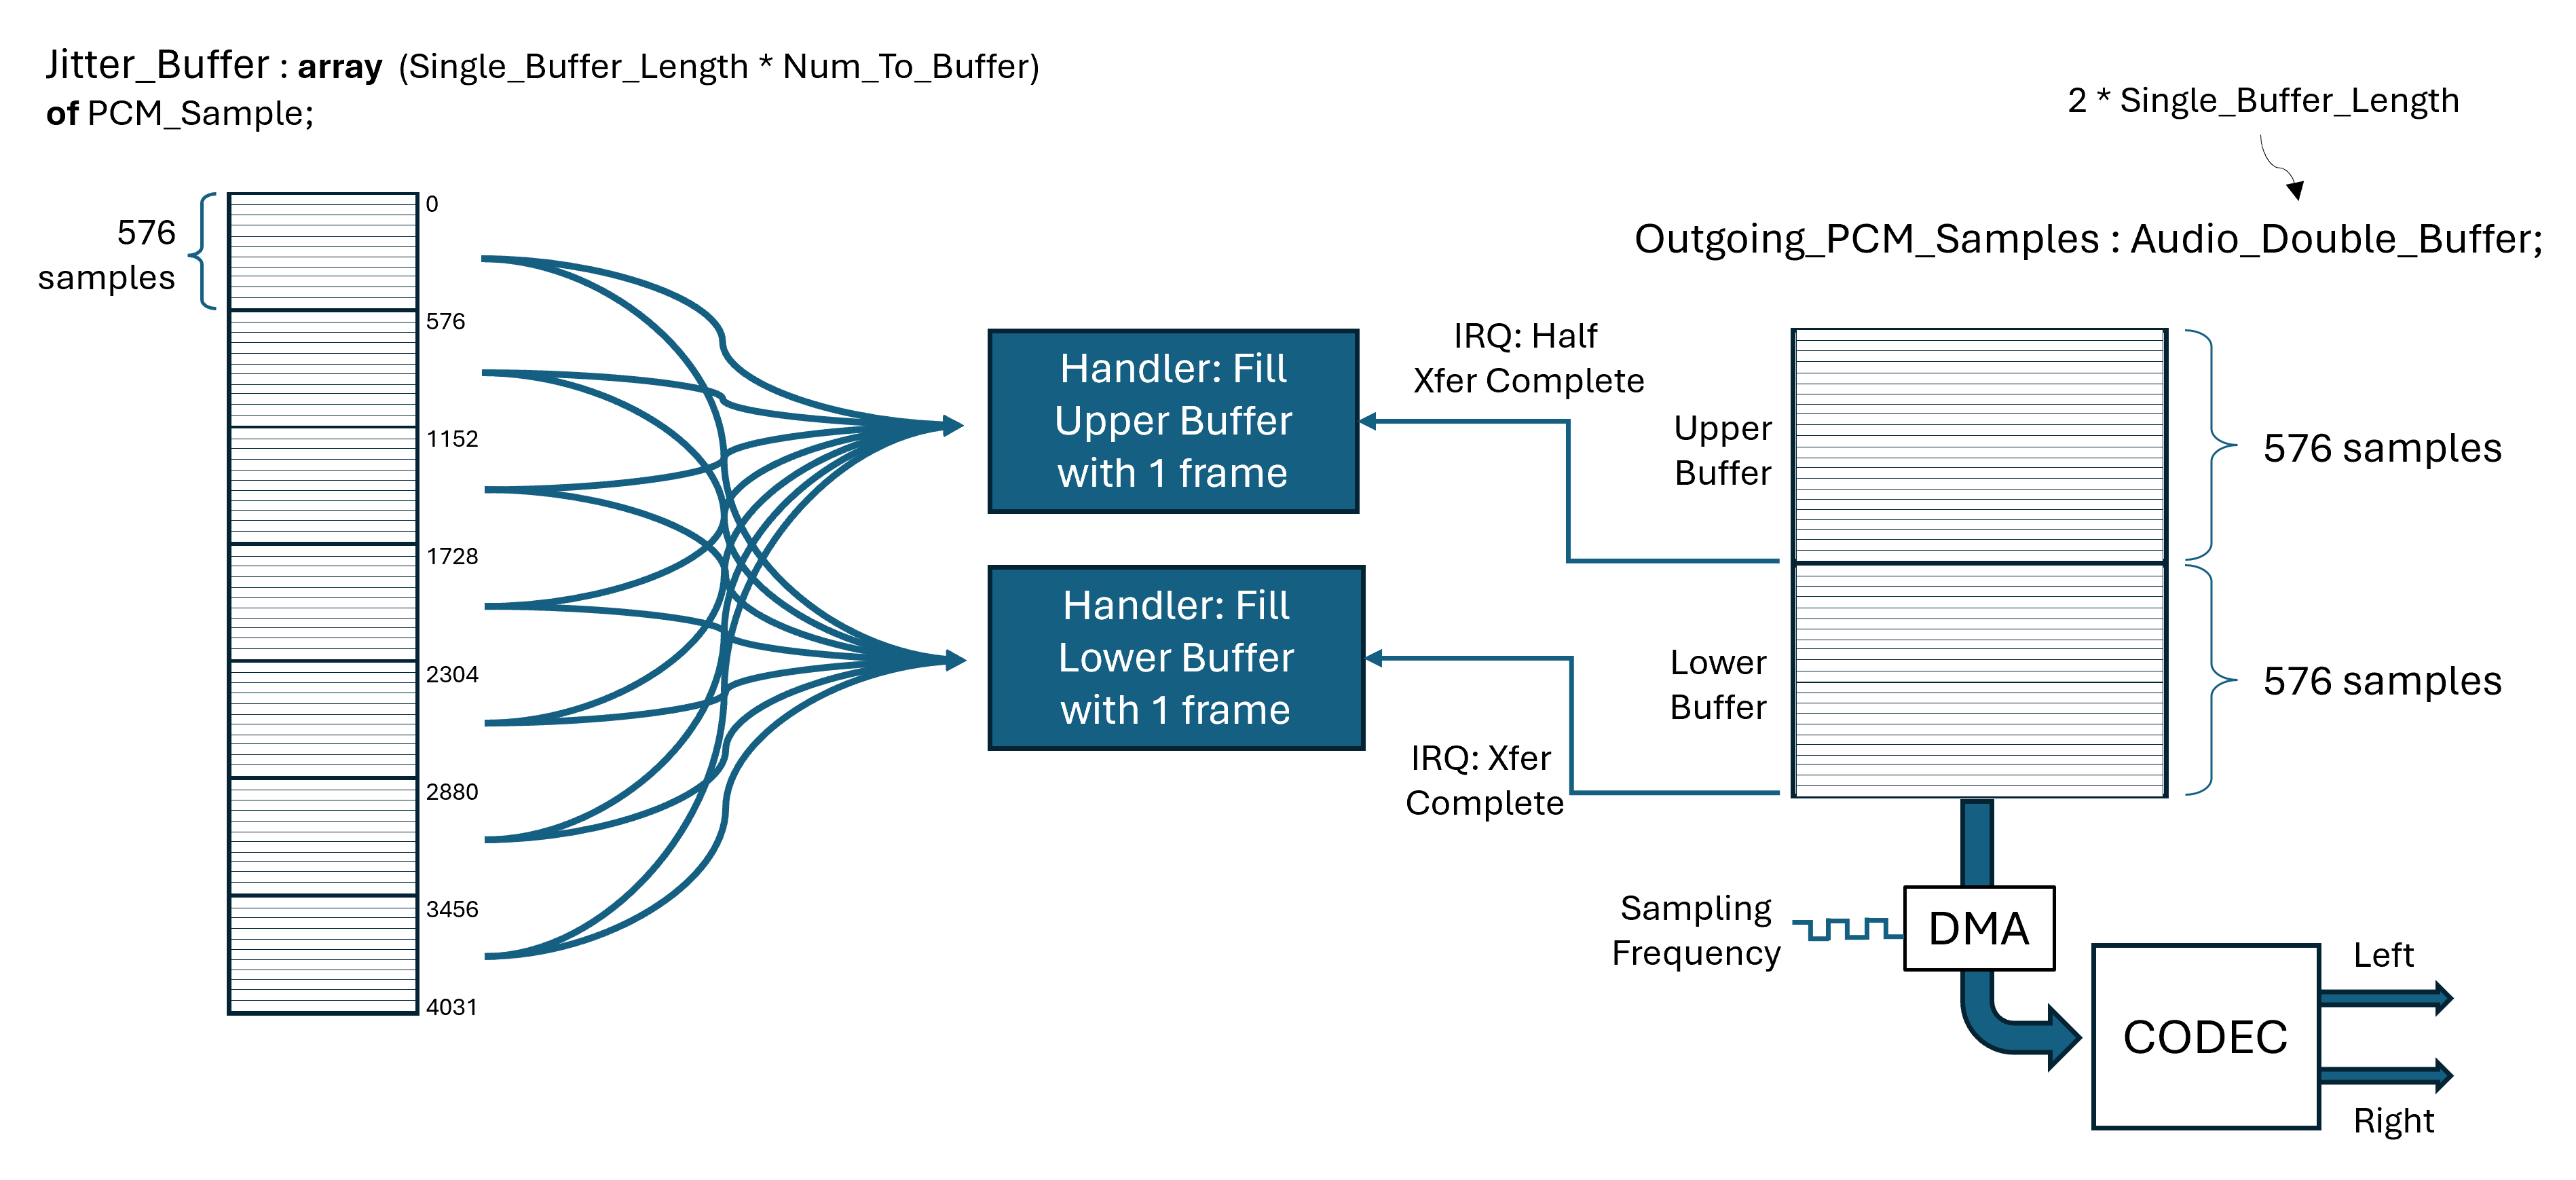 Jitter_Buffer : array (Single_Buffer_Length * Num_To_Buffer)
of PCM_Sample;
2 * Single_Buffer_Length
Outgoing_PCM_Samples : Audio_Double_Buffer;
576
samples
0
576
1152
1728
2304
2880
3456
4031
Handler: Fill
Upper Buffer
with 1 frame
Handler: Fill
Lower Buffer
with 1 frame
IRQ: Half
Xfer Complete
IRQ: Xfer
Complete
Upper
Buffer
Lower
Buffer
576 samples
576 samples
Sampling
Frequency
DMA
CODEC
Left
Right